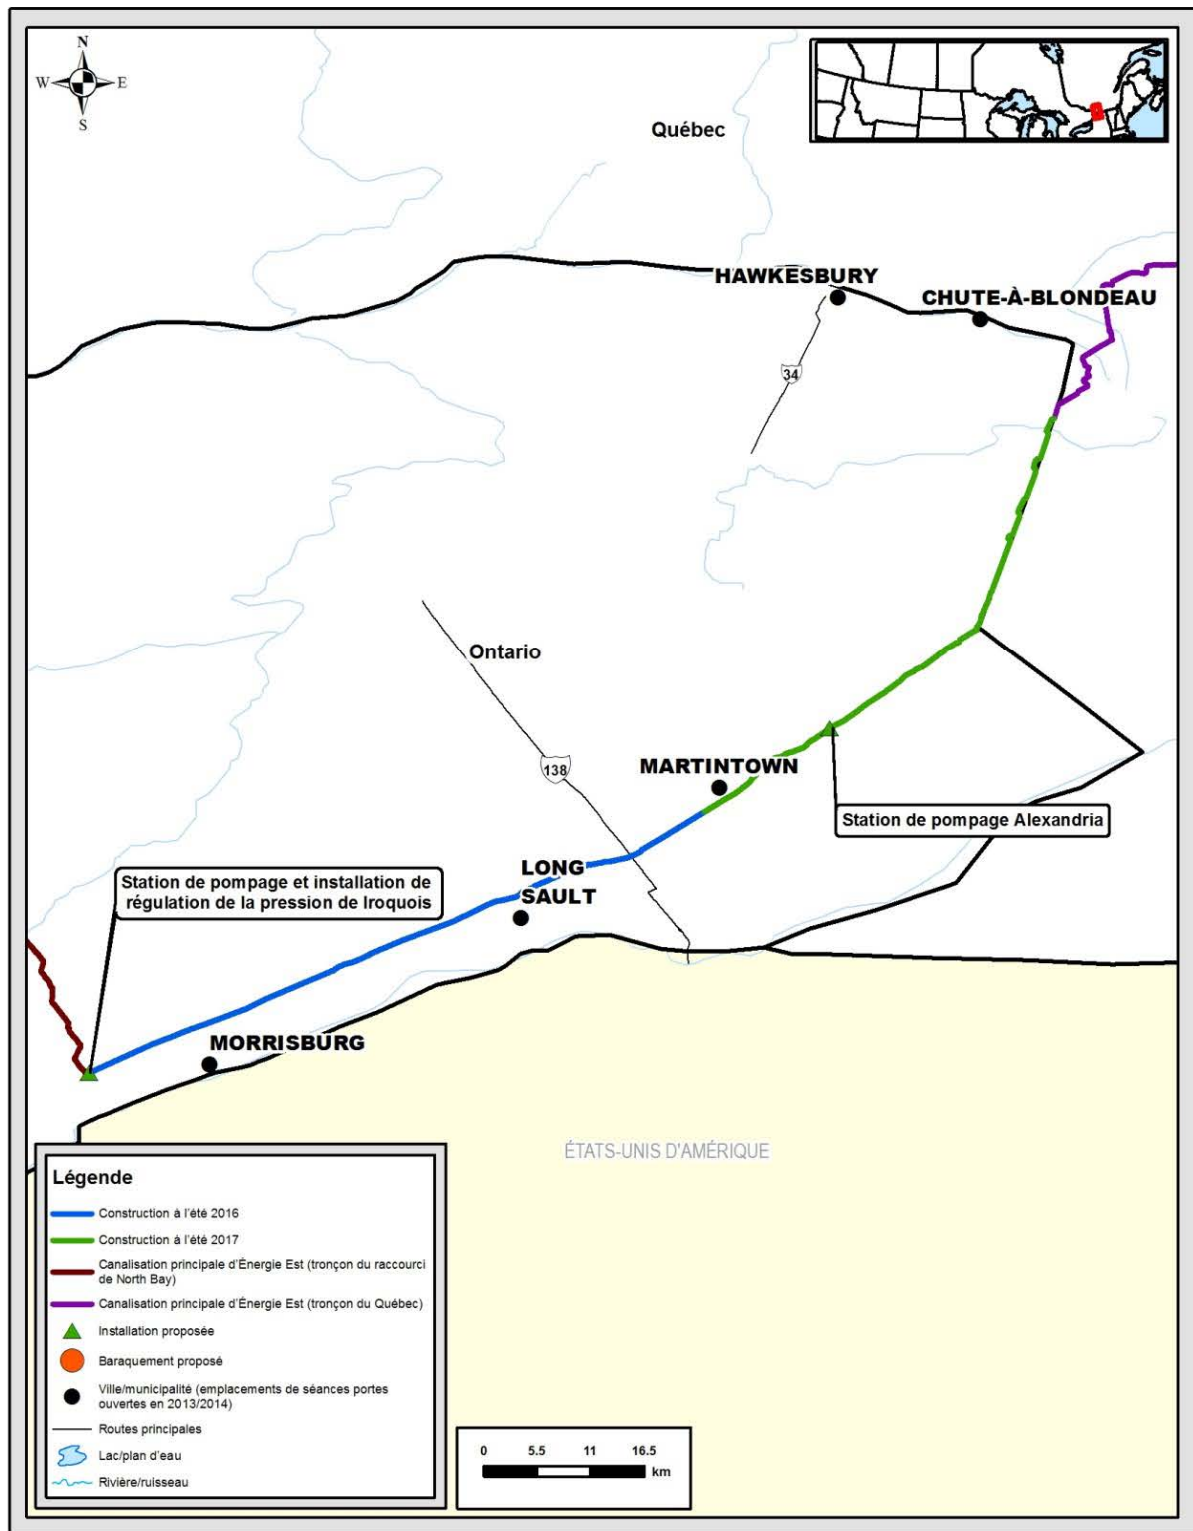 N
W E
S
Québec
HAWKESBURY
CHUTE-À-BLONDEAU
34
Ontario
138
MARTINTOWN
Station de pompage Alexandria
LONG
SAULT
Station de pompage et installation de
régulation de la pression de Iroquois
MORRISBURG
ÉTATS-UNIS D'AMÉRIQUE
Légende
Construction à l'été 2016
Construction à l'été 2017
Canalisation principale d'Énergie Est (tronçon du raccourci
de North Bay)
Canalisation principale d'Énergie Est (tronçon du Québec)
Installation proposée
Baraquement proposé
Ville/municipalité (emplacements de séances portes
ouvertes en 2013/2014)
Routes principales
Lac/plan d'eau
Rivière/ruisseau
0 5.5 11 16.5
km